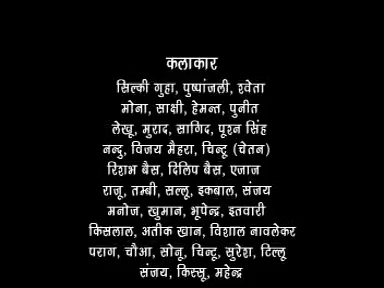 कलाकार
सिल्की गुहा, पुष्पांजली, श्वेता
मोना, साक्षी, हेमन्त, पुनीत
लेखू, मुराद, सागिद, पूश्न सिंह
नन्दु, विजय मैहरा, चिन्टू (चेतन)
रिशभ बैस, दिलिप बैस, एजाज
राजू, तम्बी, सल्लू, इकबाल, संजय
मनोज, खुमान, भूपेन्द्र, इतवारी
किसलाल, अतीक खान, विशाल नावलेकर
पराग, चौआ, सोनू, चिन्टू, सुरेश, टिल्लू
संजय, किस्सू, महेन्द्र